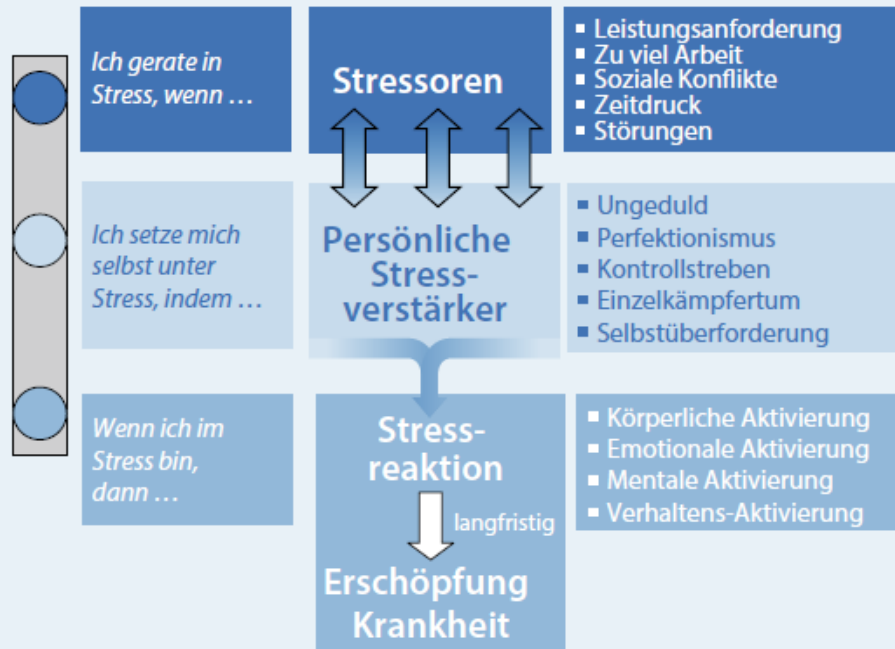 Ich gerate in
Stress, wenn …
Stressoren
▪ Leistungsanforderung
▪ Zu viel Arbeit
▪ Soziale Konflikte
▪ Zeitdruck
▪ Störungen
Ich setze mich
selbst unter
Stress, indem …
Persönliche
Stress-
verstärker
▪ Ungeduld
▪ Perfektionismus
▪ Kontrollstreben
▪ Einzelkämpfertum
▪ Selbstüberforderung
Wenn ich im
Stress bin,
dann …
Stress-
reaktion
langfristig
Erschöpfung
Krankheit
▪ Körperliche Aktivierung
▪ Emotionale Aktivierung
▪ Mentale Aktivierung
▪ Verhaltens-Aktivierung